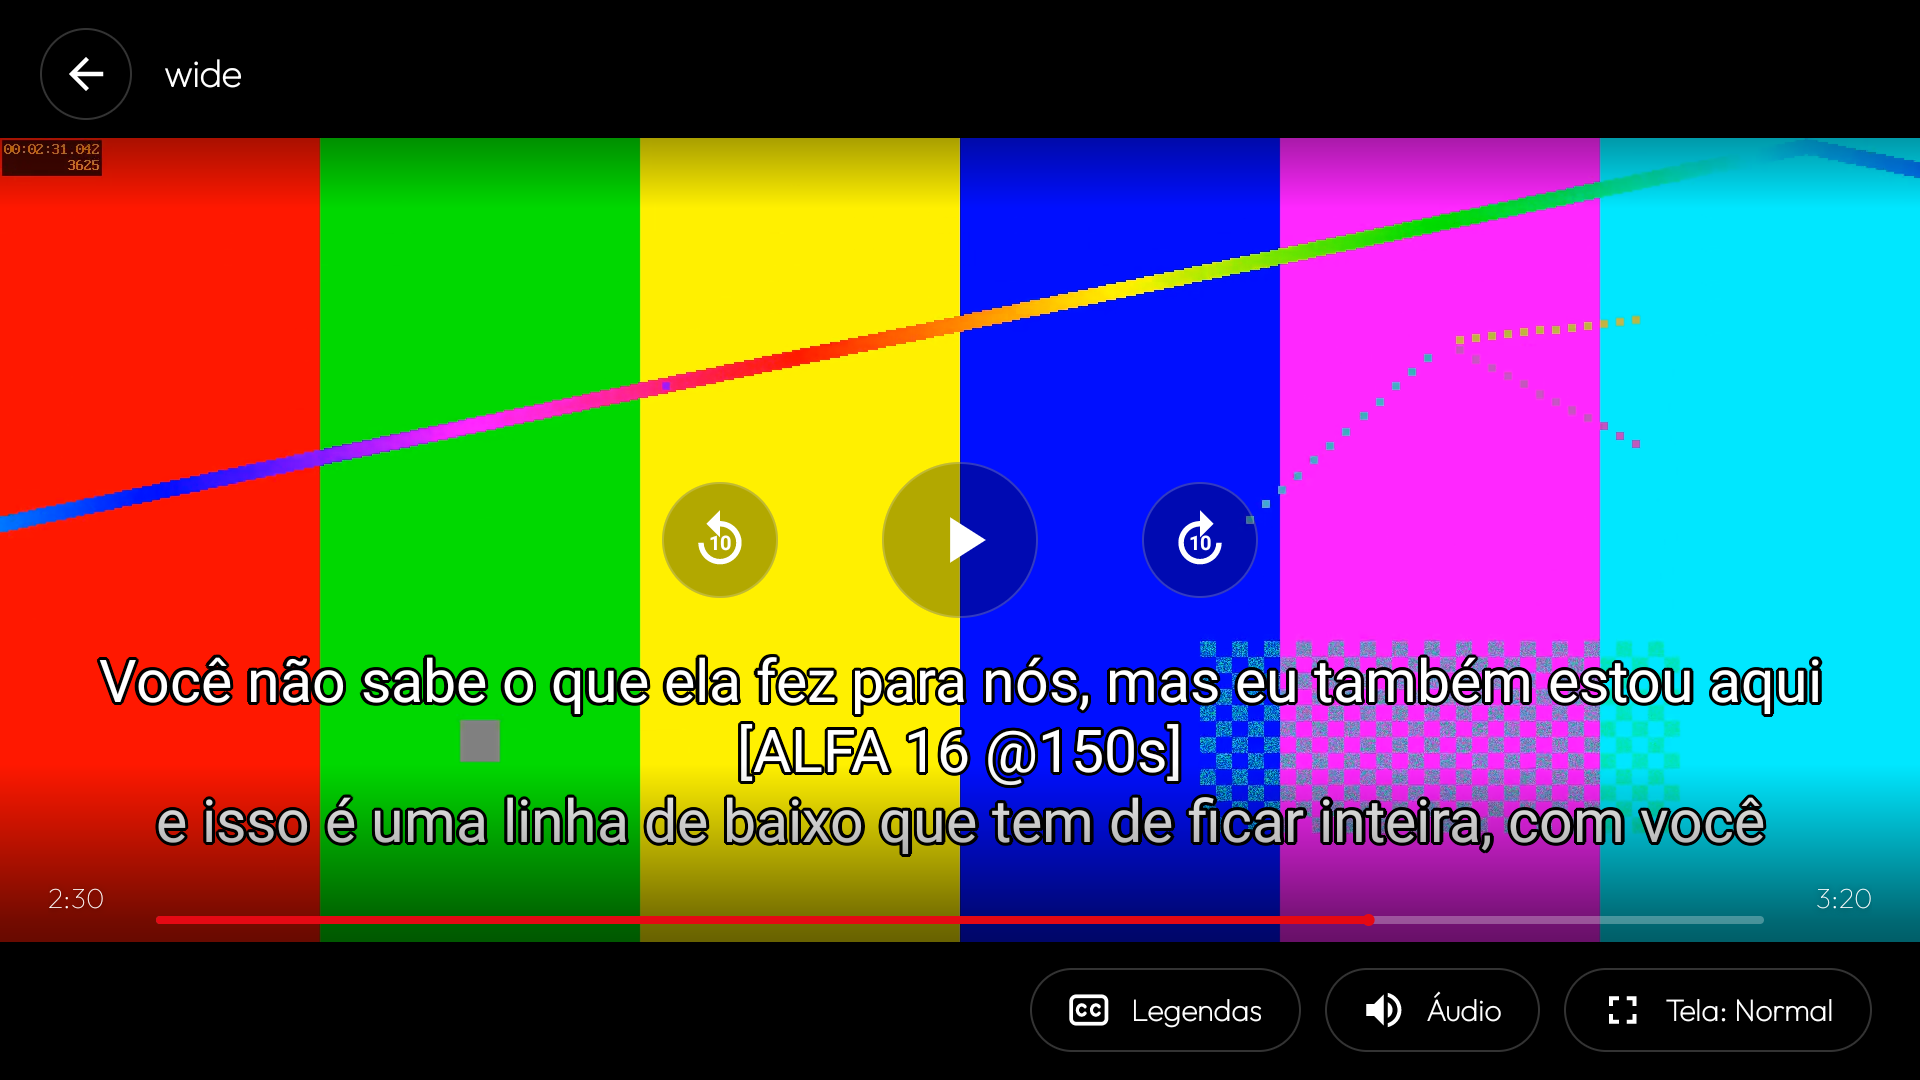 wide
00:02:31.042
3625
10
10
Você não sabe o que ela fez para nós, mas eu também estou aqui
[ALFA 16 @150s]
e isso é uma linha de baixo que tem de ficar inteira, com você
2:30
3:20
CC Legendas
Áudio
Tela: Normal